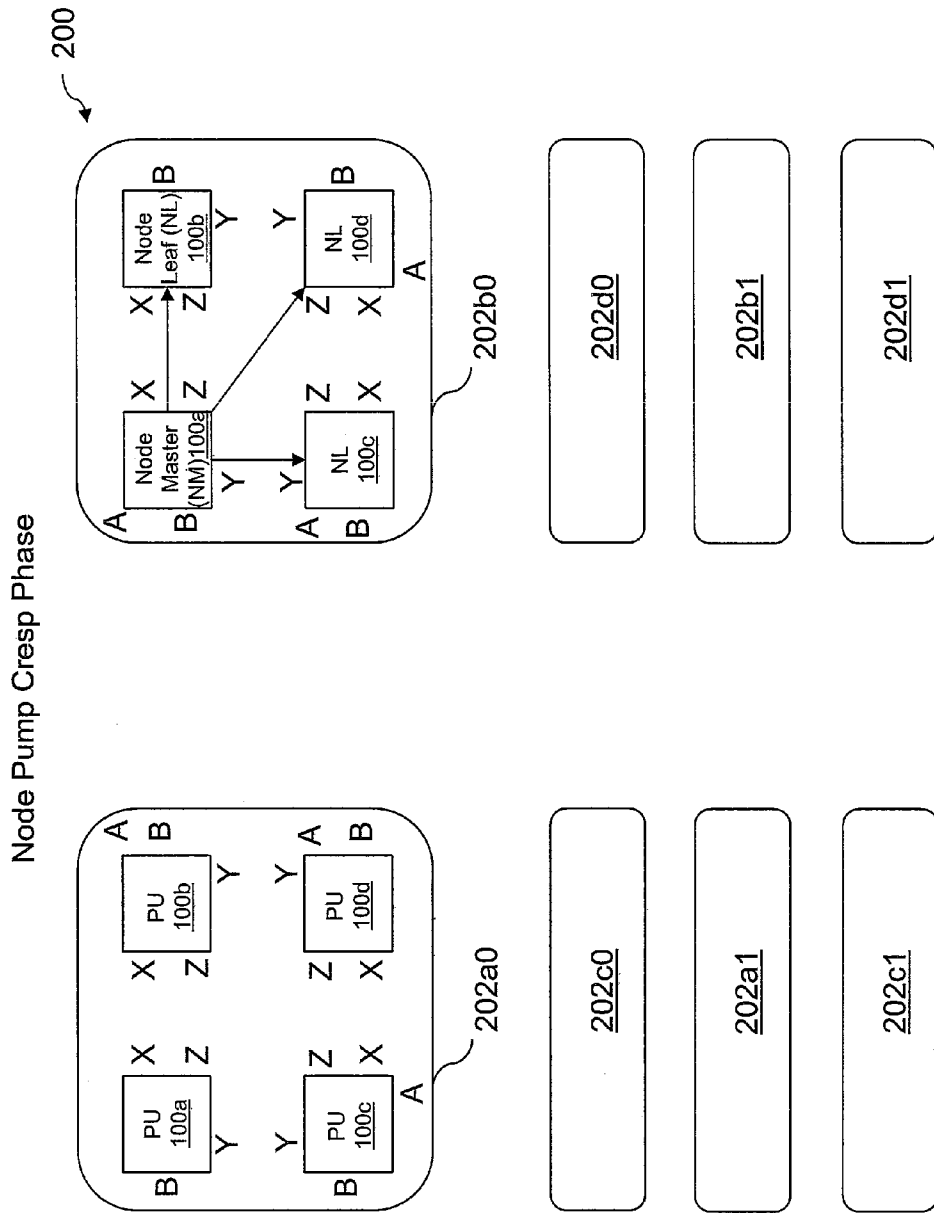 Node Pump Cresp Phase
200
PU
100a
B
X
Z
Y
PU
100b
X
Z
A
B
Y
PU
100c
Y
B
Z
X
A
PU
100d
Y
Z
X
A
B
202a0
Node
Master
(NM)100a
A
B
X
Z
Y
Node
Leaf (NL)
100b
X
Z
B
Y
NL
100c
A
B
Y
Z
X
NL
100d
Y
Z
X
B
A
202b0
202c0
202d0
202a1
202b1
202c1
202d1